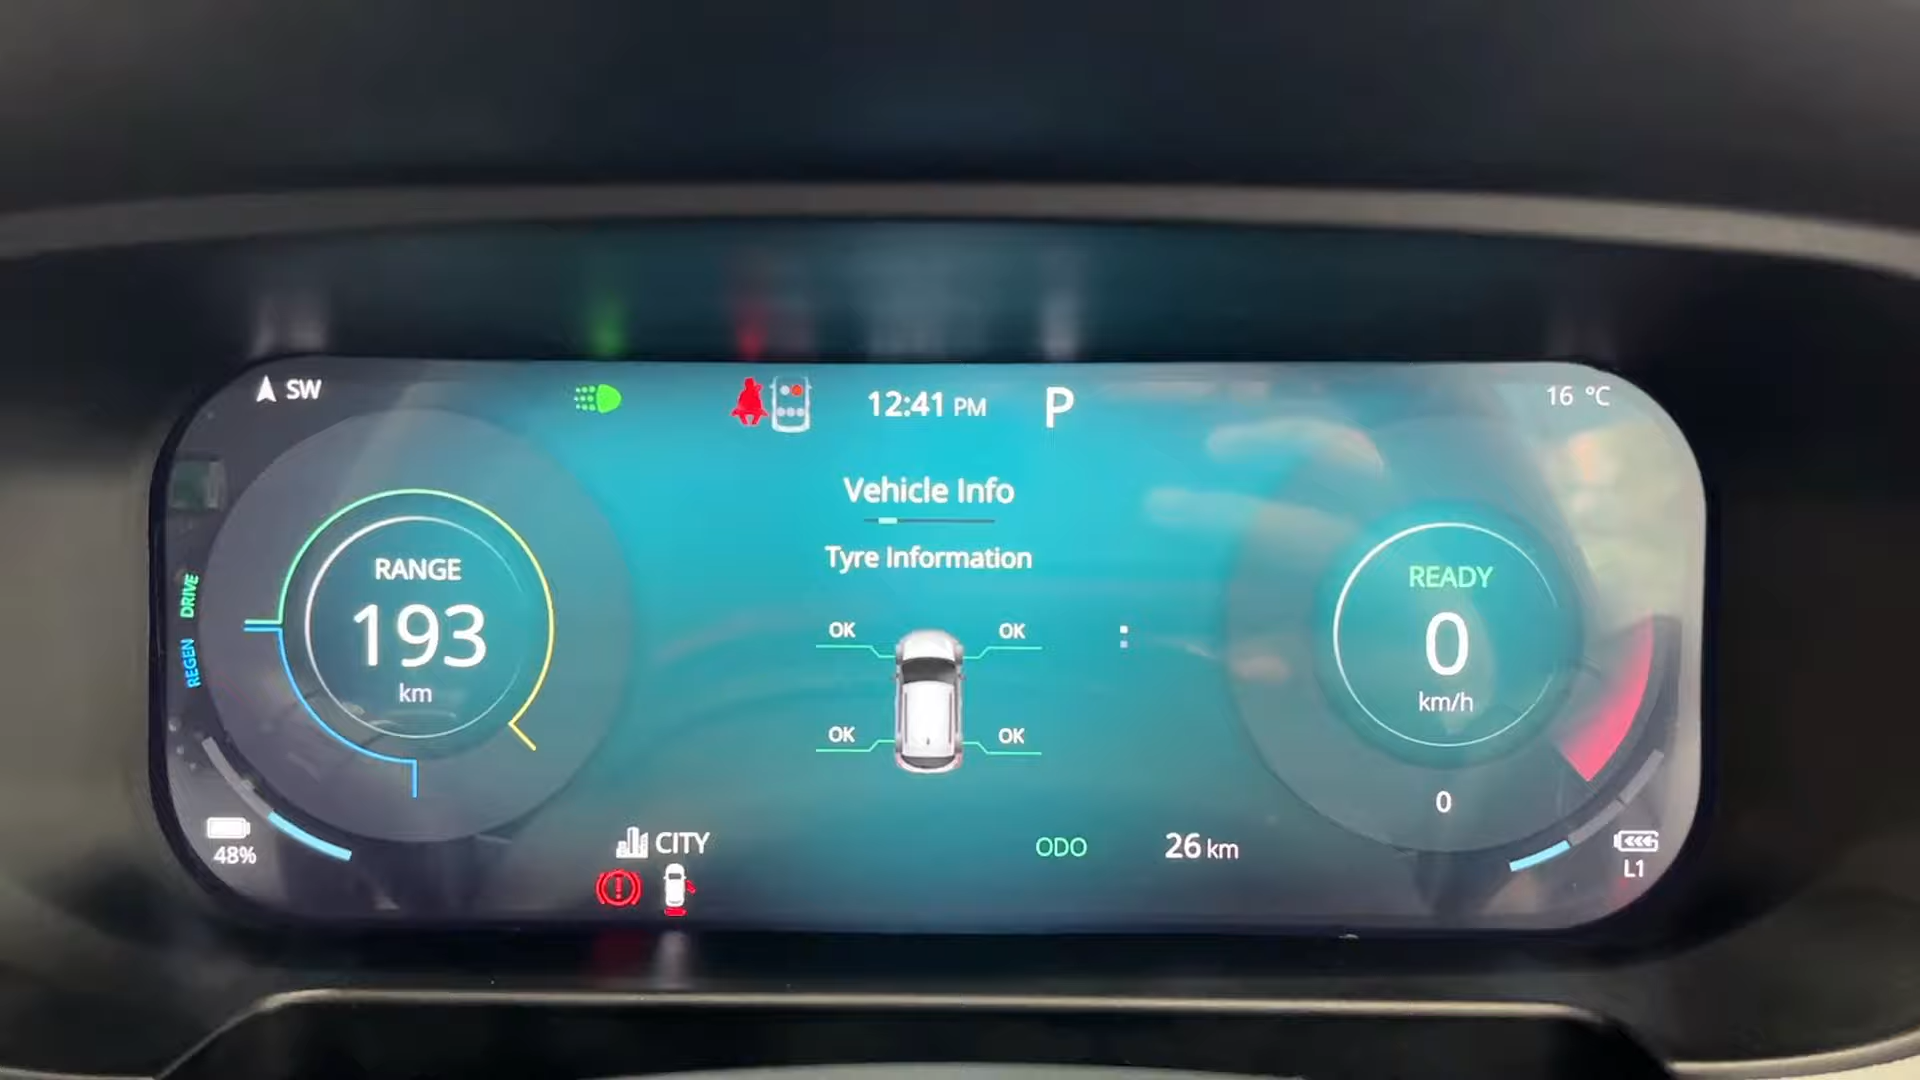 SW
12:41 PM
P
16 °C
Vehicle Info
Tyre Information
RANGE
193
km
DRIVE
REGEN
OK
OK
OK
OK
READY
0
km/h
0
48%
CITY
ODO
26 km
L1